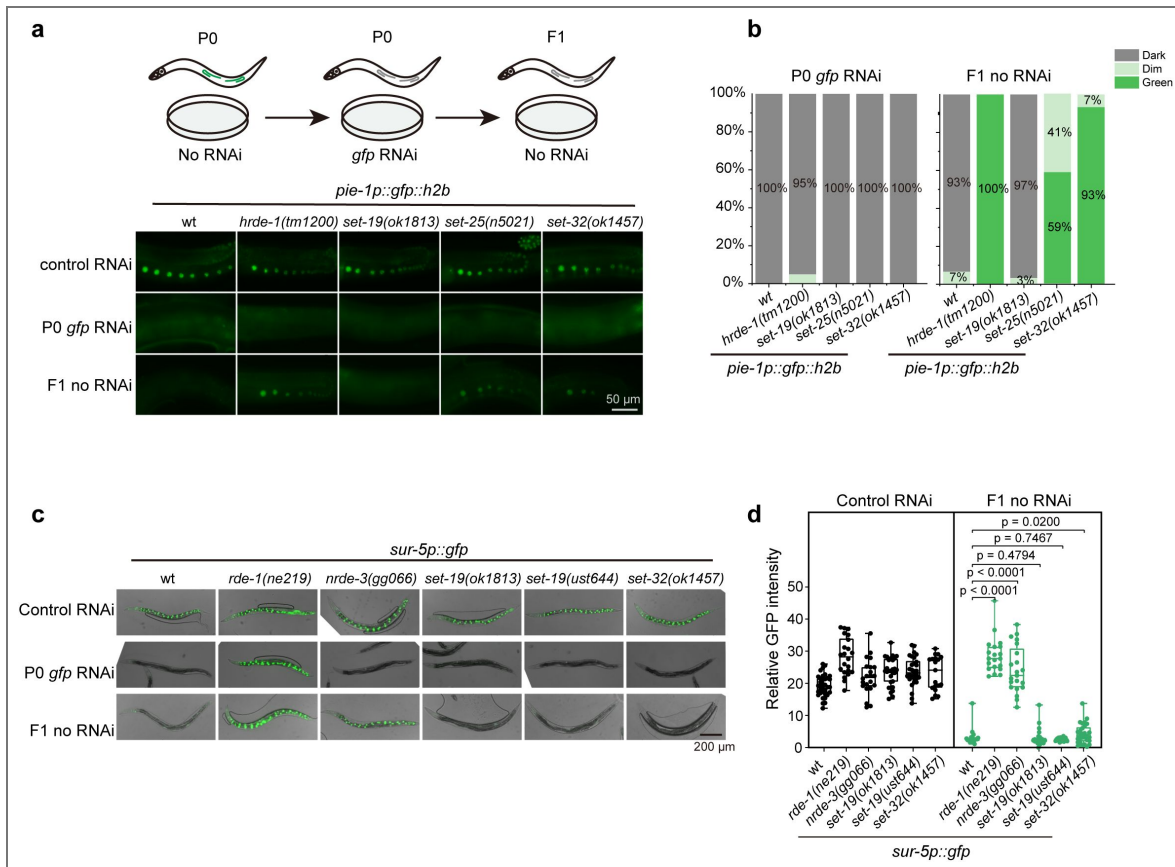 a
P0 P0 F1
No RNAi gfp RNAi No RNAi
pie-1p::gfp::h2b
wt hrde-1(tm1200) set-19(ok1813) set-25(n5021) set-32(ok1457)
control RNAi
P0 gfp RNAi
F1 no RNAi
50 µm
b
Dark
Dim
Green
P0 gfp RNAi F1 no RNAi
100%
80%
60%
40%
20%
0%
100% 95% 100% 100% 100%
93% 7% 100% 97% 3% 41% 59% 7% 93%
wt hrde-1(tm1200) set-19(ok1813) set-25(n5021) set-32(ok1457)
wt hrde-1(tm1200) set-19(ok1813) set-25(n5021) set-32(ok1457)
pie-1p::gfp::h2b pie-1p::gfp::h2b
c
sur-5p::gfp
wt rde-1(ne219) nrde-3(gg066) set-19(ok1813) set-19(ust644) set-32(ok1457)
Control RNAi
P0 gfp RNAi
F1 no RNAi
200 µm
d
Control RNAi F1 no RNAi
p = 0.0200
p = 0.7467
p = 0.4794
p < 0.0001
p < 0.0001
Relative GFP intensity
50
40
30
20
10
0
wt rde-1(ne219) nrde-3(gg066) set-19(ok1813) set-19(ust644) set-32(ok1457)
wt rde-1(ne219) nrde-3(gg066) set-19(ok1813) set-19(ust644) set-32(ok1457)
sur-5p::gfp